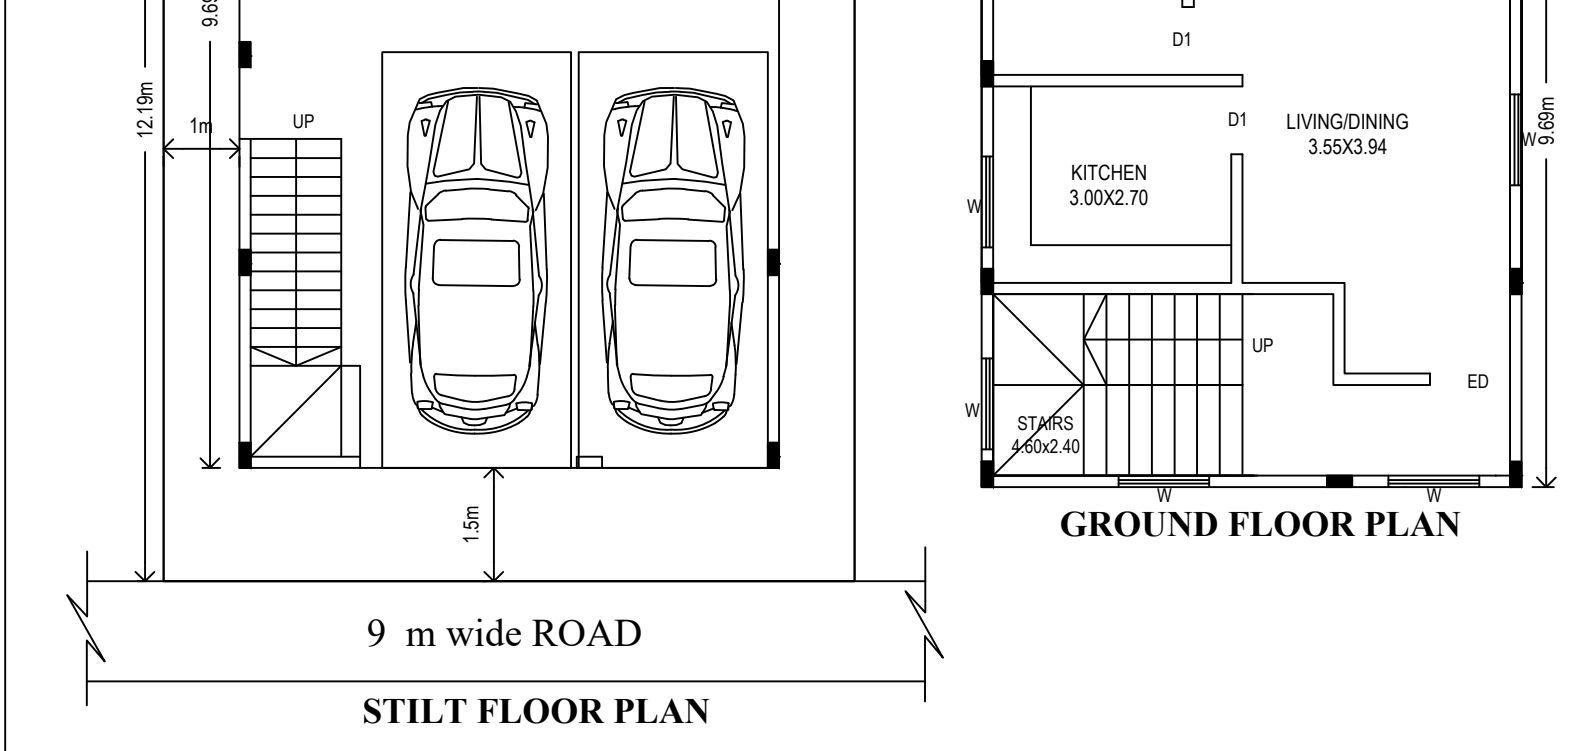 12.19m
1m
UP
1.5m
9 m wide ROAD
STILT FLOOR PLAN
D1
D1
LIVING/DINING
3.55X3.94
W
9.69m
KITCHEN
3.00X2.70
W
UP
ED
W
STAIRS
4.60x2.40
W
W
GROUND FLOOR PLAN